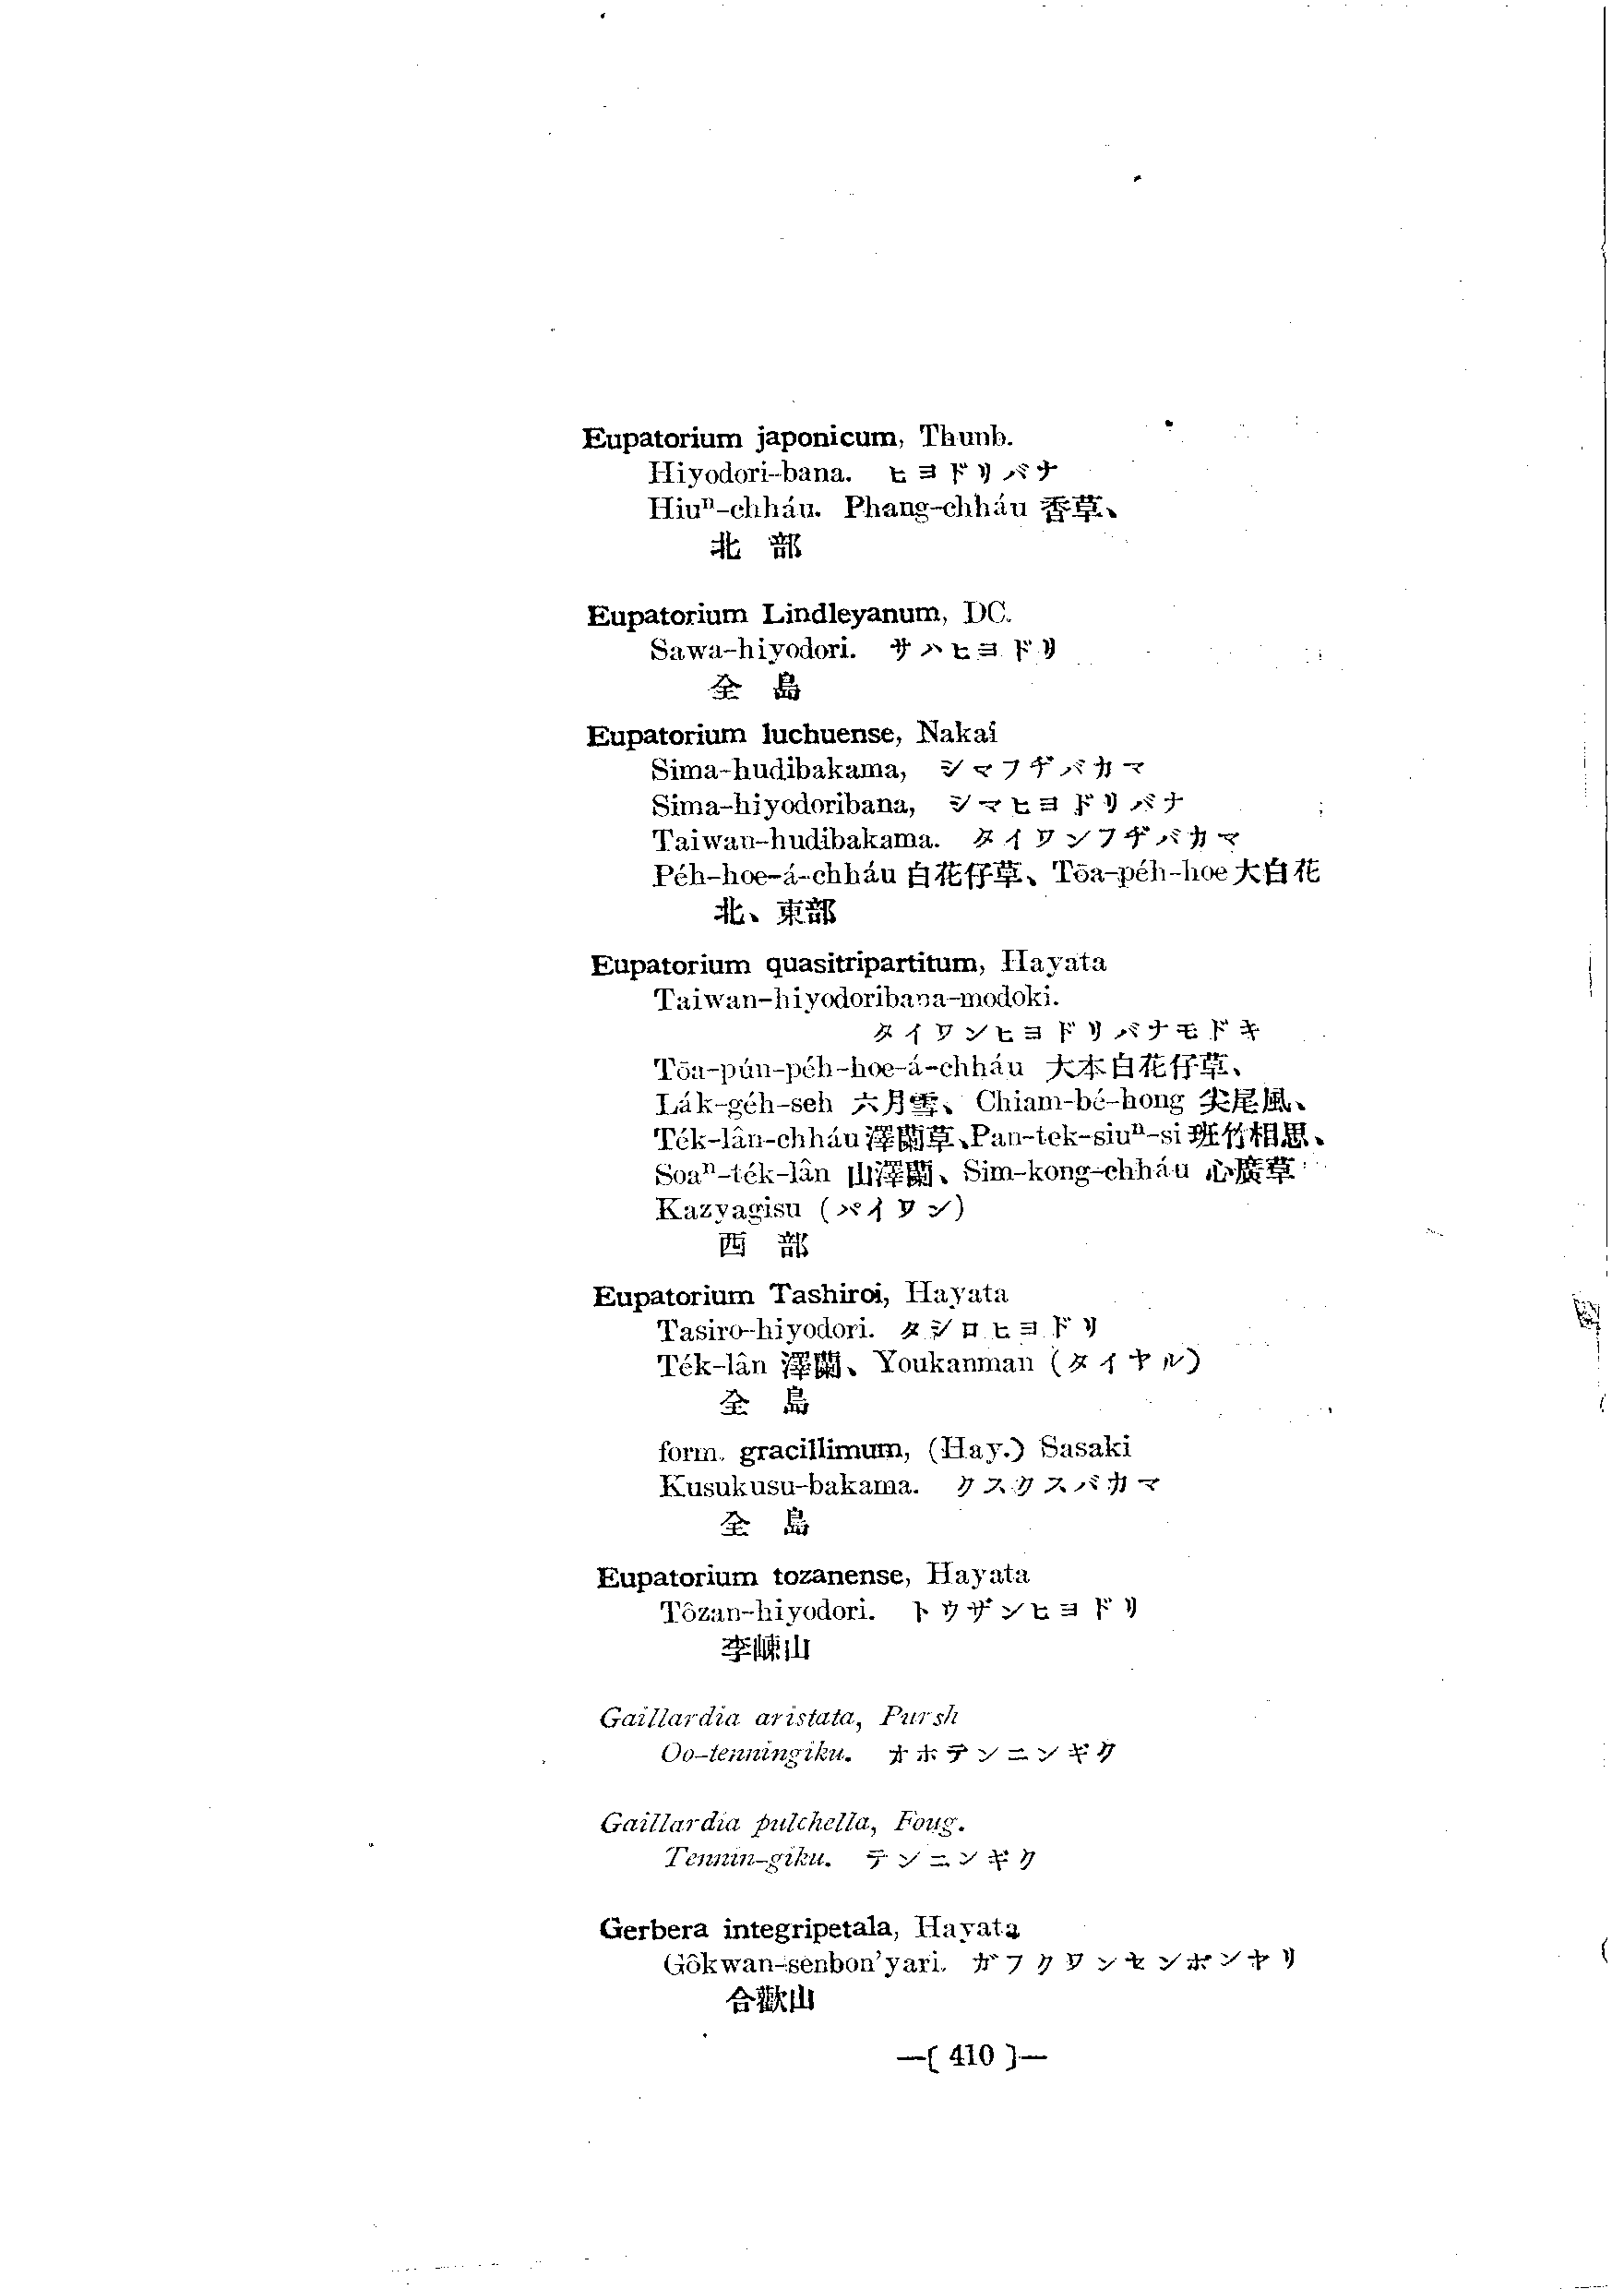 Eupatorium japonicum, Thunb.
Hiyodori-bana. ヒヨドリバナ
Hiuⁿ-chháu. Phang-chháu 香草、
北 部
Eupatorium Lindleyanum, DC.
Sawa-hiyodori. サハヒヨドリ
全 島
Eupatorium luchuense, Nakai
Sima-hudibakama, シマフヂバカマ
Sima-hiyodoribana, シマヒヨドリバナ
Taiwan-hudibakama. タイワンフヂバカマ
Péh-hoe-á-chháu 白花仔草、Tōa-péh-hoe 大白花
北、東部
Eupatorium quasitripartitum, Hayata
Taiwan-hiyodoribana-modoki.
タイワンヒヨドリバナモドキ
Tōa-pún-péh-hoe-á-chháu 大本白花仔草、
Lák-géh-seh 六月雪、Chiam-bé-hong 尖尾風、
Ték-lân-chháu 澤蘭草、Pan-tek-siuⁿ-si 班竹相思、
Soaⁿ-ték-lân 山澤蘭、Sim-kong-chháu 心廣草
Kazyagisu (パイワン)
西 部
Eupatorium Tashiroi, Hayata
Tasiro-hiyodori. タシロヒヨドリ
Ték-lân 澤蘭、Youkanman (タイヤル)
全 島
form. gracillimum, (Hay.) Sasaki
Kusukusu-bakama. クスクスバカマ
全 島
Eupatorium tozanense, Hayata
Tôzan-hiyodori. トウザンヒヨドリ
李崠山
Gaillardia aristata, Pursh
Oo-tenningiku. オホテンニンギク
Gaillardia pulchella, Foug.
Tennin-giku. テンニンギク
Gerbera integripetala, Hayata
Gôkwan-senbon'yari. ガフクワンセンボンヤリ
合歡山
—( 410 )—